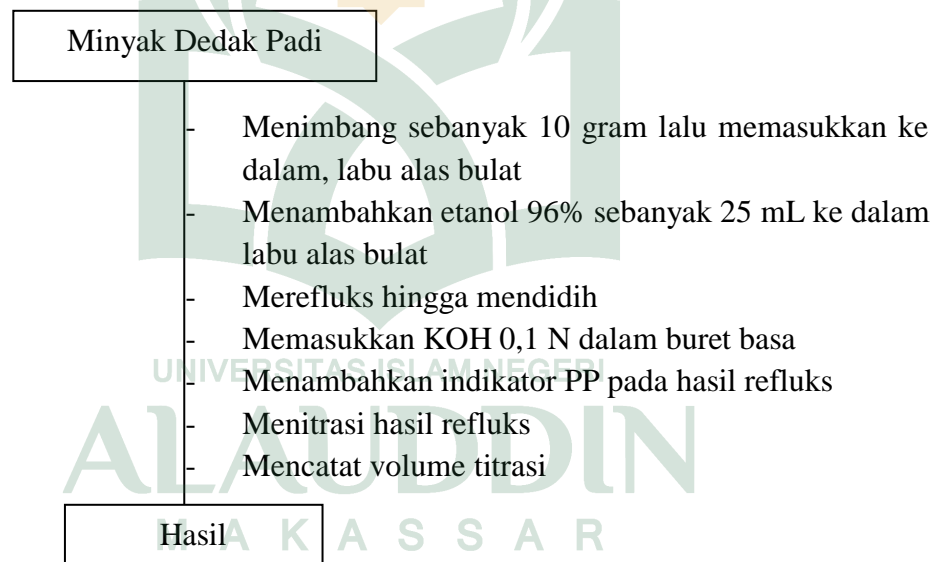 Minyak Dedak Padi
- Menimbang sebanyak 10 gram lalu memasukkan ke
dalam, labu alas bulat
- Menambahkan etanol 96% sebanyak 25 mL ke dalam
labu alas bulat
- Merefluks hingga mendidih
- Memasukkan KOH 0,1 N dalam buret basa
UNIVERSITAS ISLAM NEGERI
- Menambahkan indikator PP pada hasil refluks
ALAUDDIN
- Menitrasi hasil refluks
- Mencatat volume titrasi
MAKASSAR
Hasil